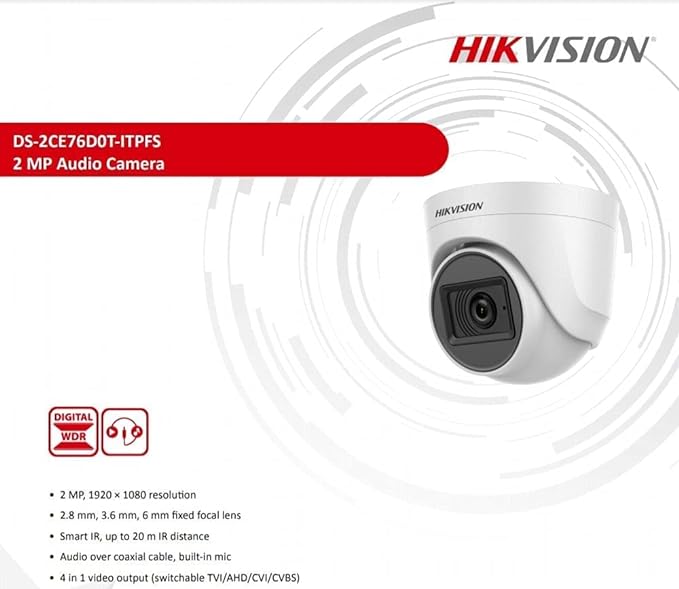 HIKVISION
DS-2CE76D0T-ITPFS
2 MP Audio Camera
HIKVISION
DIGITAL
WDR
• 2 MP, 1920 × 1080 resolution
• 2.8 mm, 3.6 mm, 6 mm fixed focal lens
• Smart IR, up to 20 m IR distance
• Audio over coaxial cable, built-in mic
• 4 in 1 video output (switchable TVI/AHD/CVI/CVBS)